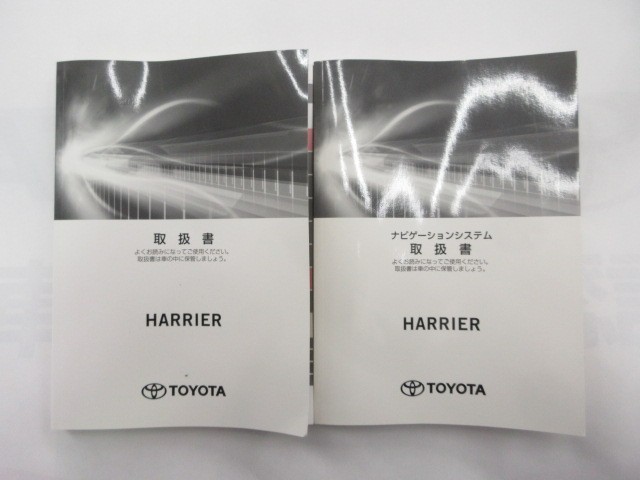 取扱書
よくお読みになってご使用ください。
取扱書は車の中に保管しましょう。
HARRIER
TOYOTA
ナビゲーションシステム
取扱書
よくお読みになってご使用ください。
取扱書は車の中に保管しましょう。
HARRIER
TOYOTA